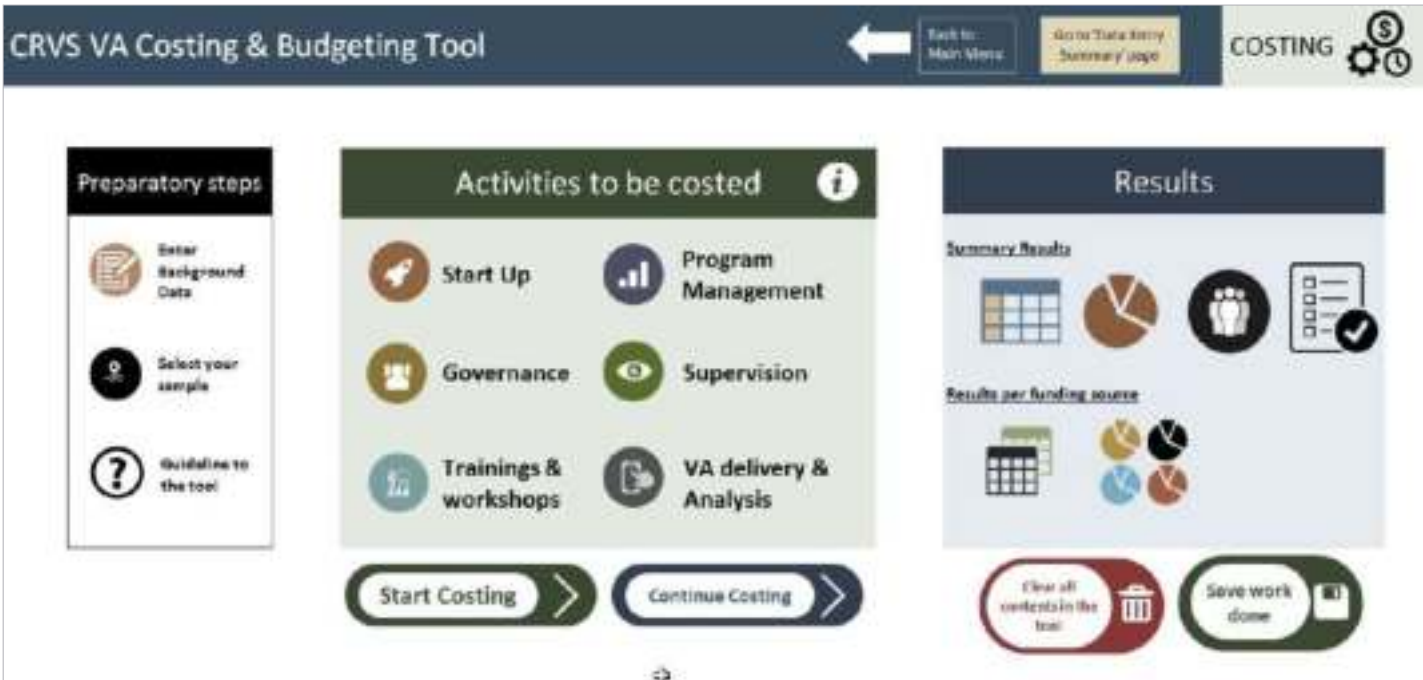 CRVS VA Costing & Budgeting Tool
Back to
Main Menu
Go to 'Data Entry
Summary' page
COSTING
Preparatory steps
Enter
Background
Data
Select your
sample
Guideline to
the tool
Activities to be costed
Start Up
Program
Management
Governance
Supervision
Trainings &
workshops
VA delivery &
Analysis
Start Costing
Continue Costing
Results
Summary Results
Results per funding source
Clear all
contents in the
tool
Save work
done